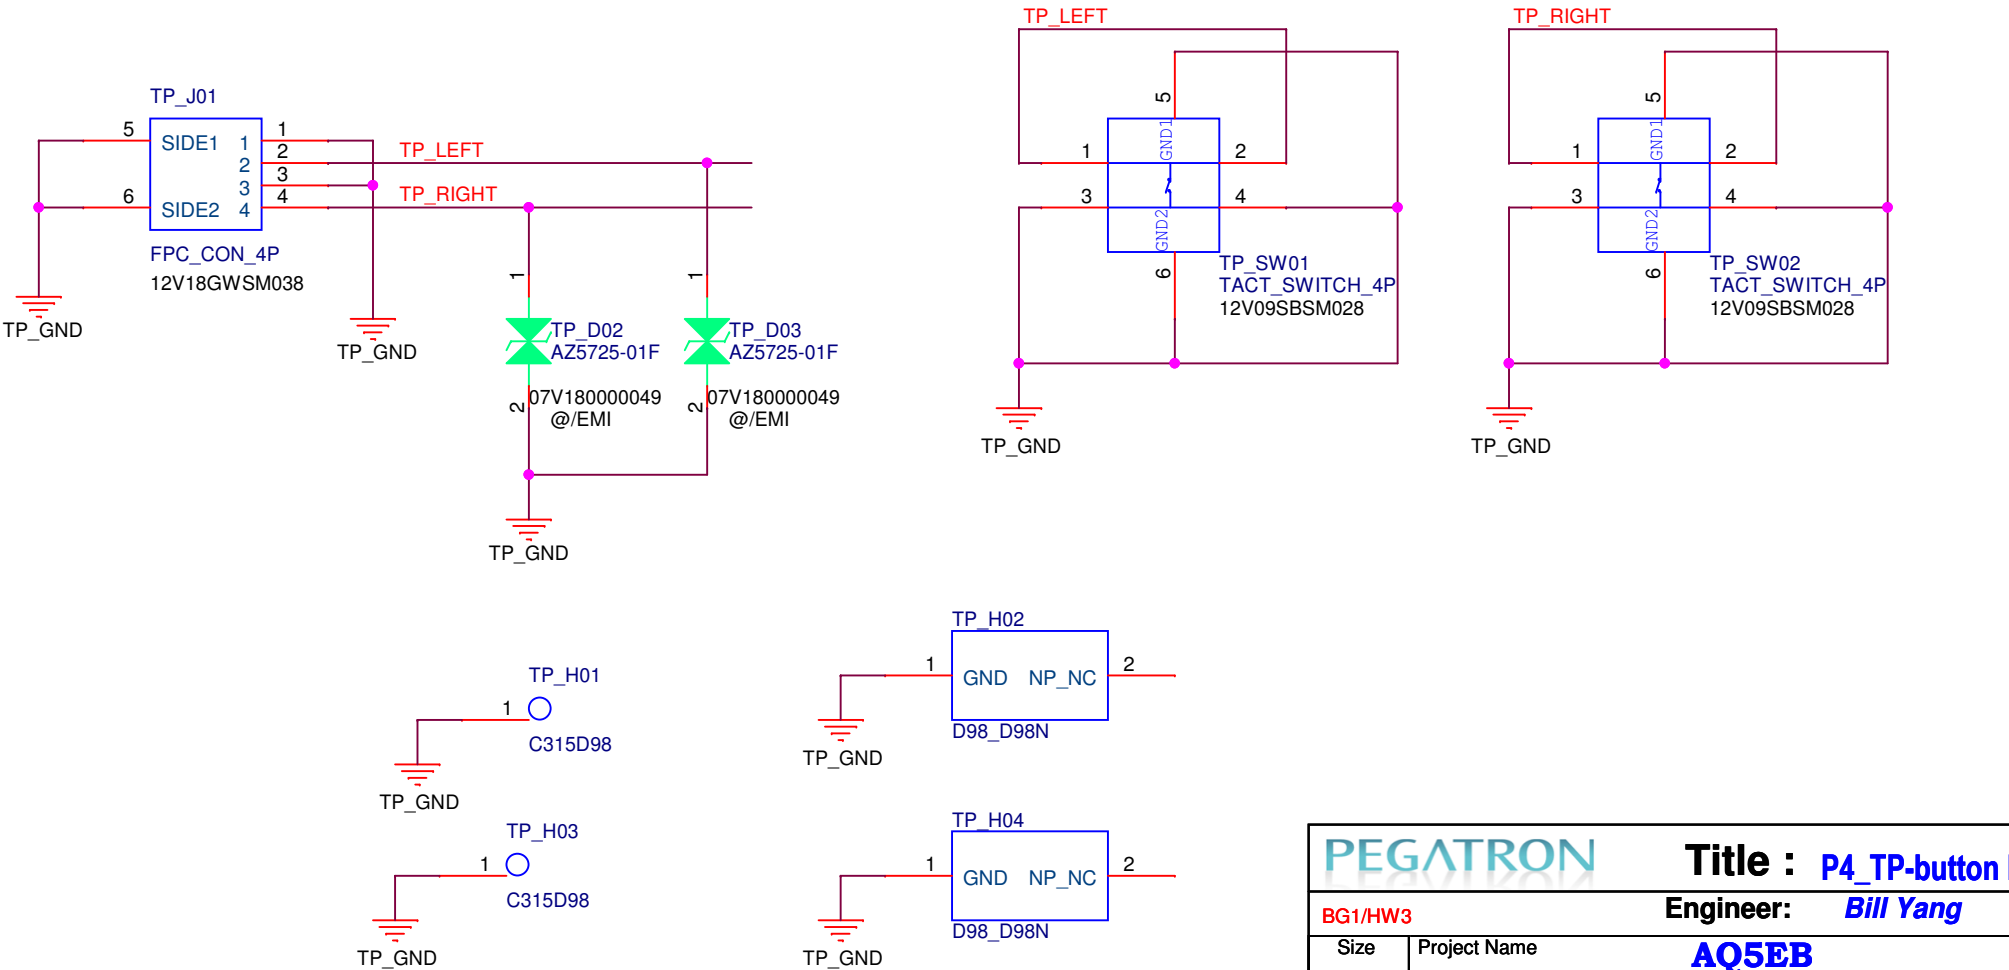 TP_LEFT
TP_RIGHT
TP_J01
5
SIDE1
1
1
2
2
3
3
6
SIDE2
4
4
TP_LEFT
TP_RIGHT
FPC_CON_4P
12V18GWSM038
TP_GND
TP_GND
1
TP_D02
AZ5725-01F
07V180000049
@/EMI
2
1
TP_D03
AZ5725-01F
07V180000049
@/EMI
2
TP_GND
5
GND1
1
2
3
4
GND2
6
TP_SW01
TACT_SWITCH_4P
12V09SBSM028
TP_GND
5
GND1
1
2
3
4
GND2
6
TP_SW02
TACT_SWITCH_4P
12V09SBSM028
TP_GND
TP_H01
1
C315D98
TP_GND
TP_H02
1
GND NP_NC
2
D98_D98N
TP_GND
TP_H03
1
C315D98
TP_GND
TP_H04
1
GND NP_NC
2
D98_D98N
TP_GND
PEGATRON
Title : P4_TP-button
BG1/HW3
Engineer: Bill Yang
Size
Project Name
AQ5EB